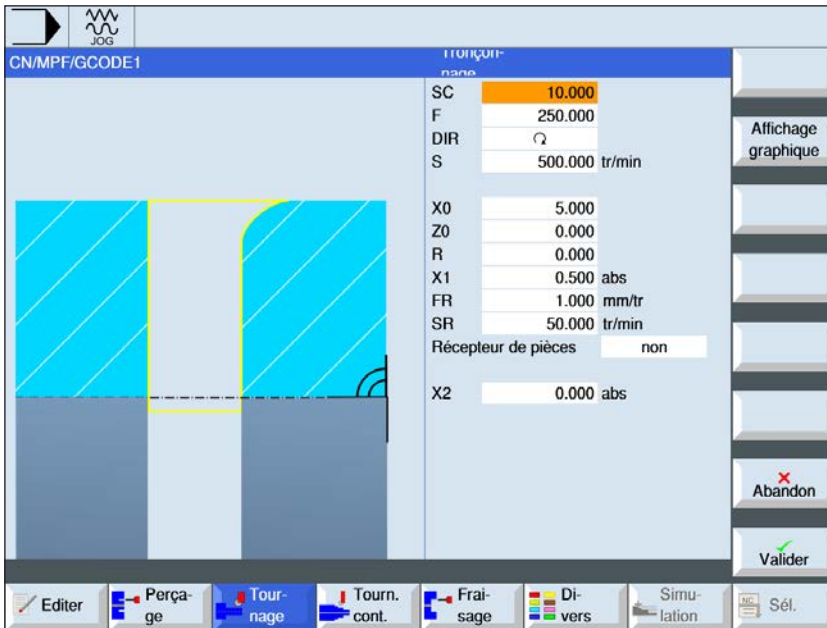 JOG
CN/MPF/GCODE1
Tronçon-
nage
SC 10.000
F 250.000
DIR
S 500.000 tr/min
X0 5.000
Z0 0.000
R 0.000
X1 0.500 abs
FR 1.000 mm/tr
SR 50.000 tr/min
Récepteur de pièces non
X2 0.000 abs
Affichage
graphique
Abandon
Valider
Editer
Perça-
ge
Tour-
nage
Tourn.
cont.
Frai-
sage
Di-
vers
Simu-
lation
NC
Sél.